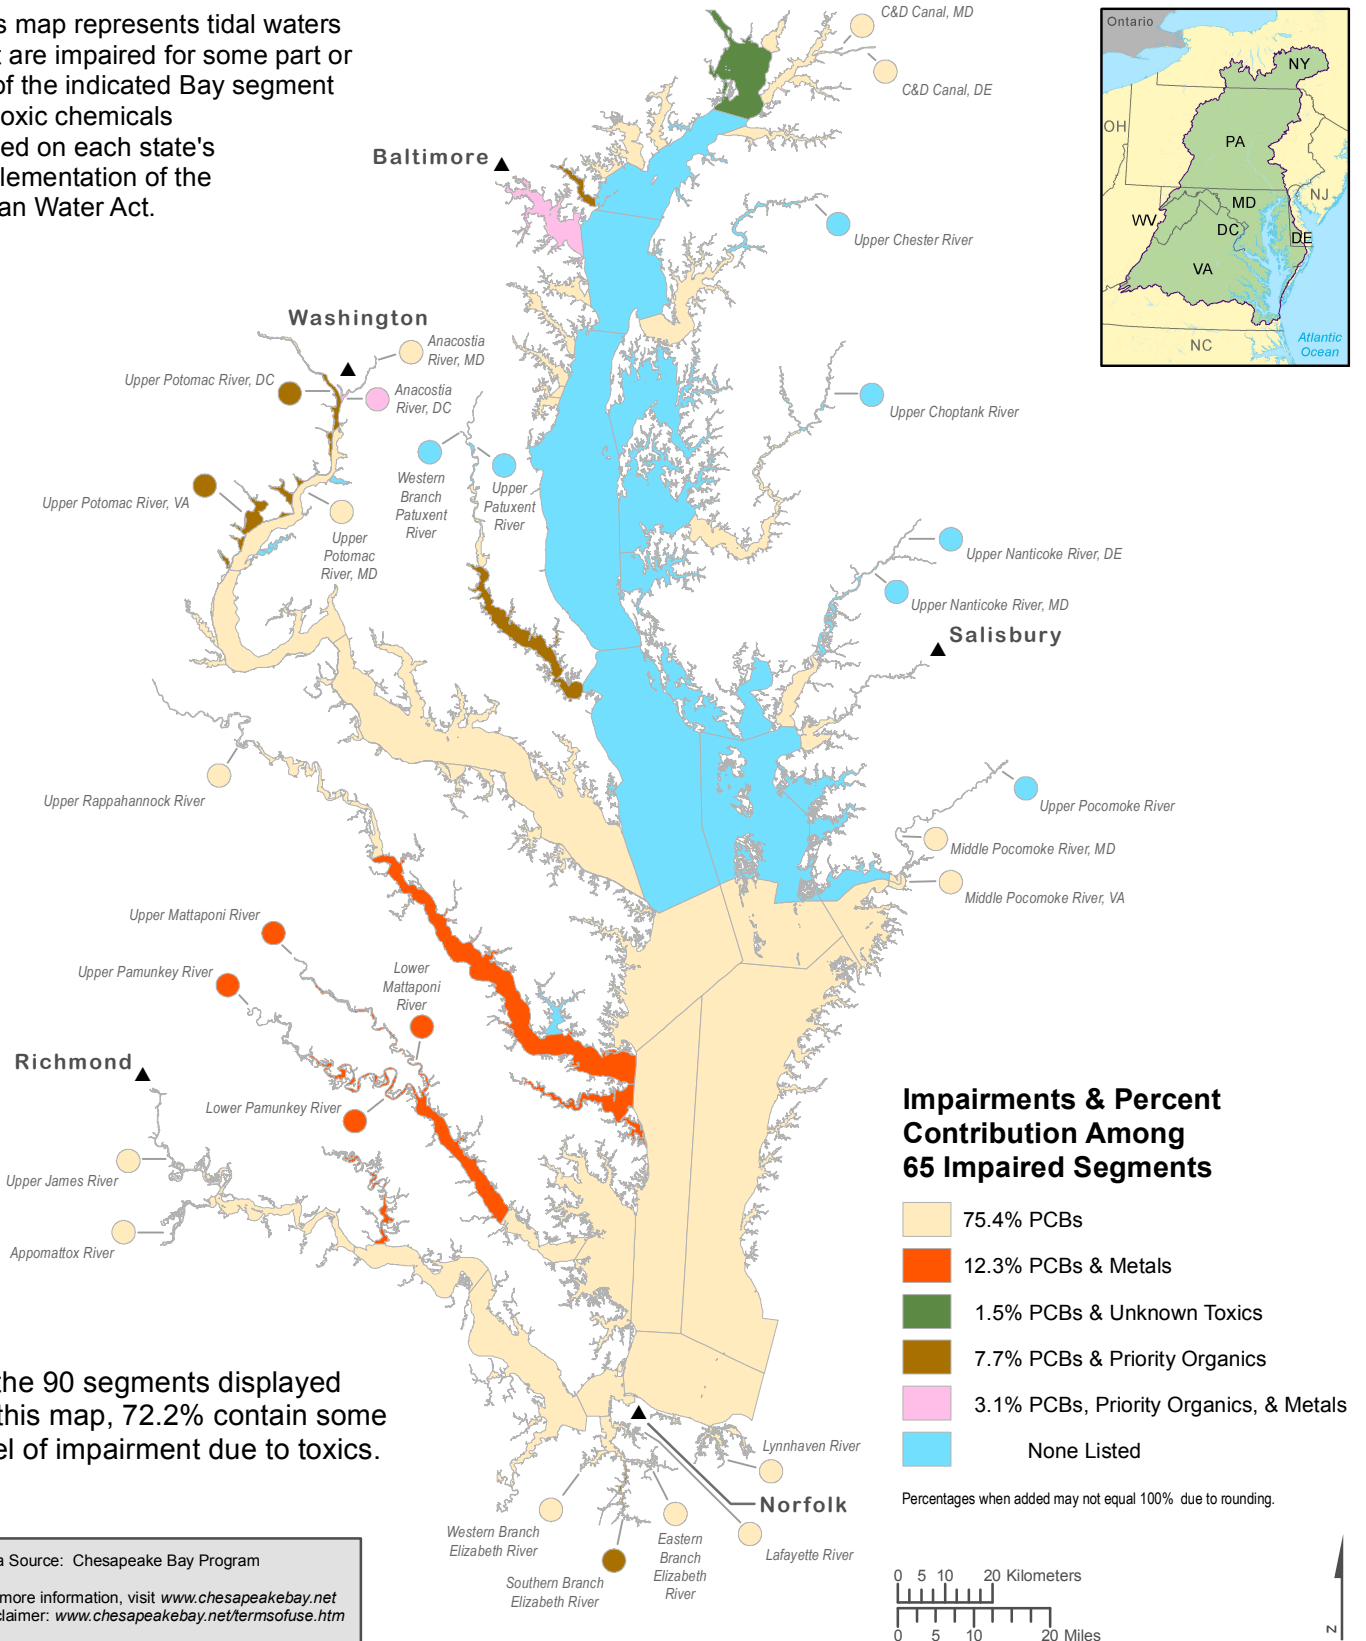 s map represents tidal waters
t are impaired for some part or
of the indicated Bay segment
oxic chemicals
ed on each state's
plementation of the
an Water Act.
C&D Canal, MD
C&D Canal, DE
Baltimore
Upper Chester River
Ontario
NY
OH
PA
NJ
WV
MD
DC
DE
VA
NC
Atlantic
Ocean
Washington
Anacostia
River, MD
Upper Potomac River, DC
Anacostia
River, DC
Upper Choptank River
Western
Branch
Patuxent
River
Upper
Patuxent
River
Upper Potomac River, VA
Upper
Potomac
River, MD
Upper Nanticoke River, DE
Upper Nanticoke River, MD
Salisbury
Upper Rappahannock River
Upper Pocomoke River
Middle Pocomoke River, MD
Middle Pocomoke River, VA
Upper Mattaponi River
Upper Pamunkey River
Lower
Mattaponi
River
Richmond
Lower Pamunkey River
Upper James River
Appomattox River
Impairments & Percent
Contribution Among
65 Impaired Segments
75.4% PCBs
12.3% PCBs & Metals
1.5% PCBs & Unknown Toxics
7.7% PCBs & Priority Organics
3.1% PCBs, Priority Organics, & Metals
None Listed
Percentages when added may not equal 100% due to rounding.
the 90 segments displayed
this map, 72.2% contain some
el of impairment due to toxics.
Lynnhaven River
Norfolk
Lafayette River
Western Branch
Elizabeth River
Southern Branch
Elizabeth River
Eastern
Branch
Elizabeth
River
a Source: Chesapeake Bay Program
more information, visit www.chesapeakebay.net
claimer: www.chesapeakebay.net/termsofuse.htm
0 5 10 20 Kilometers
0 5 10 20 Miles
N